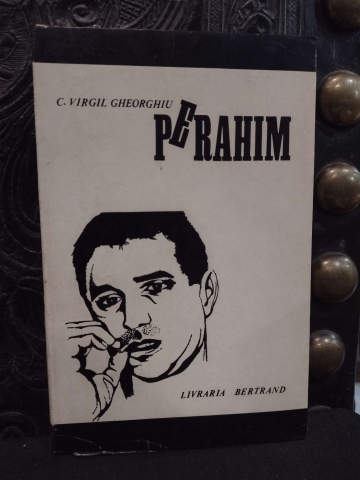 C. VIRGIL GHEORGHIU
PERAHIM
LIVRARIA BERTRAND